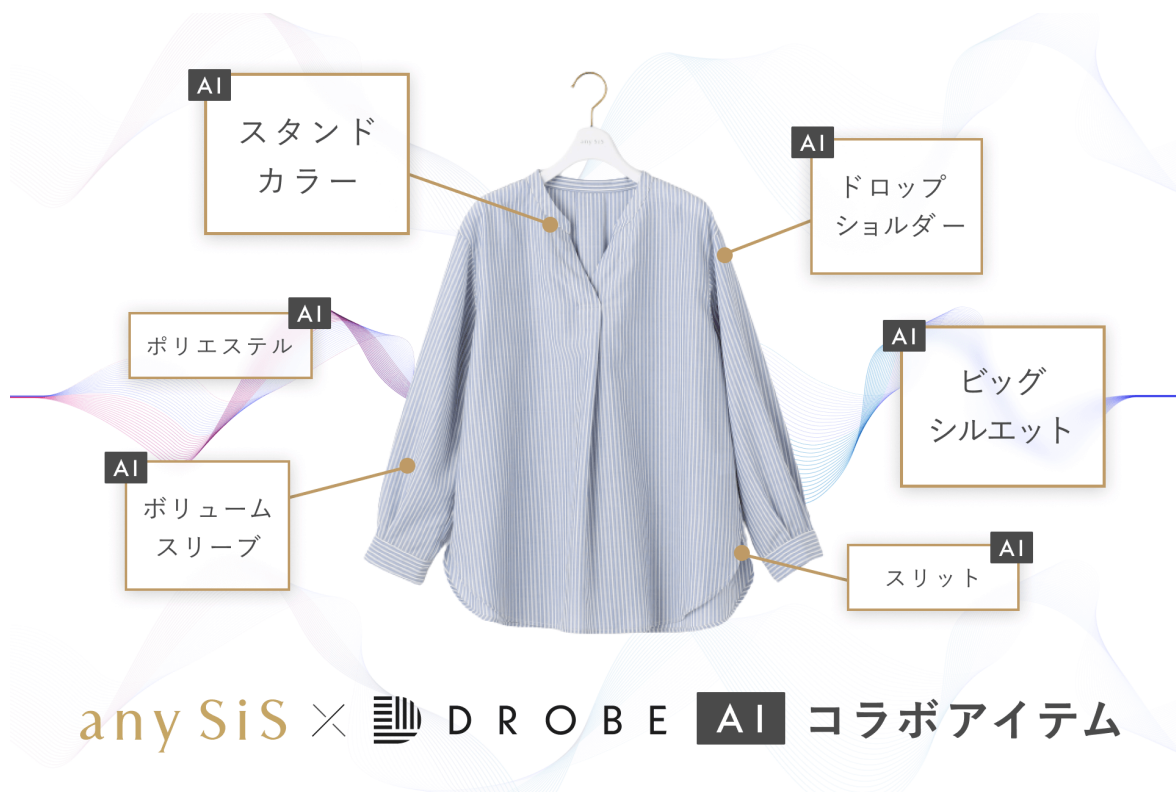 AI
スタンド
カラー
any SiS
AI
ドロップ
ショルダー
AI
ポリエステル
AI
ビッグ
シルエット
AI
ボリューム
スリーブ
AI
スリット
any SiS × DROBE AI コラボアイテム